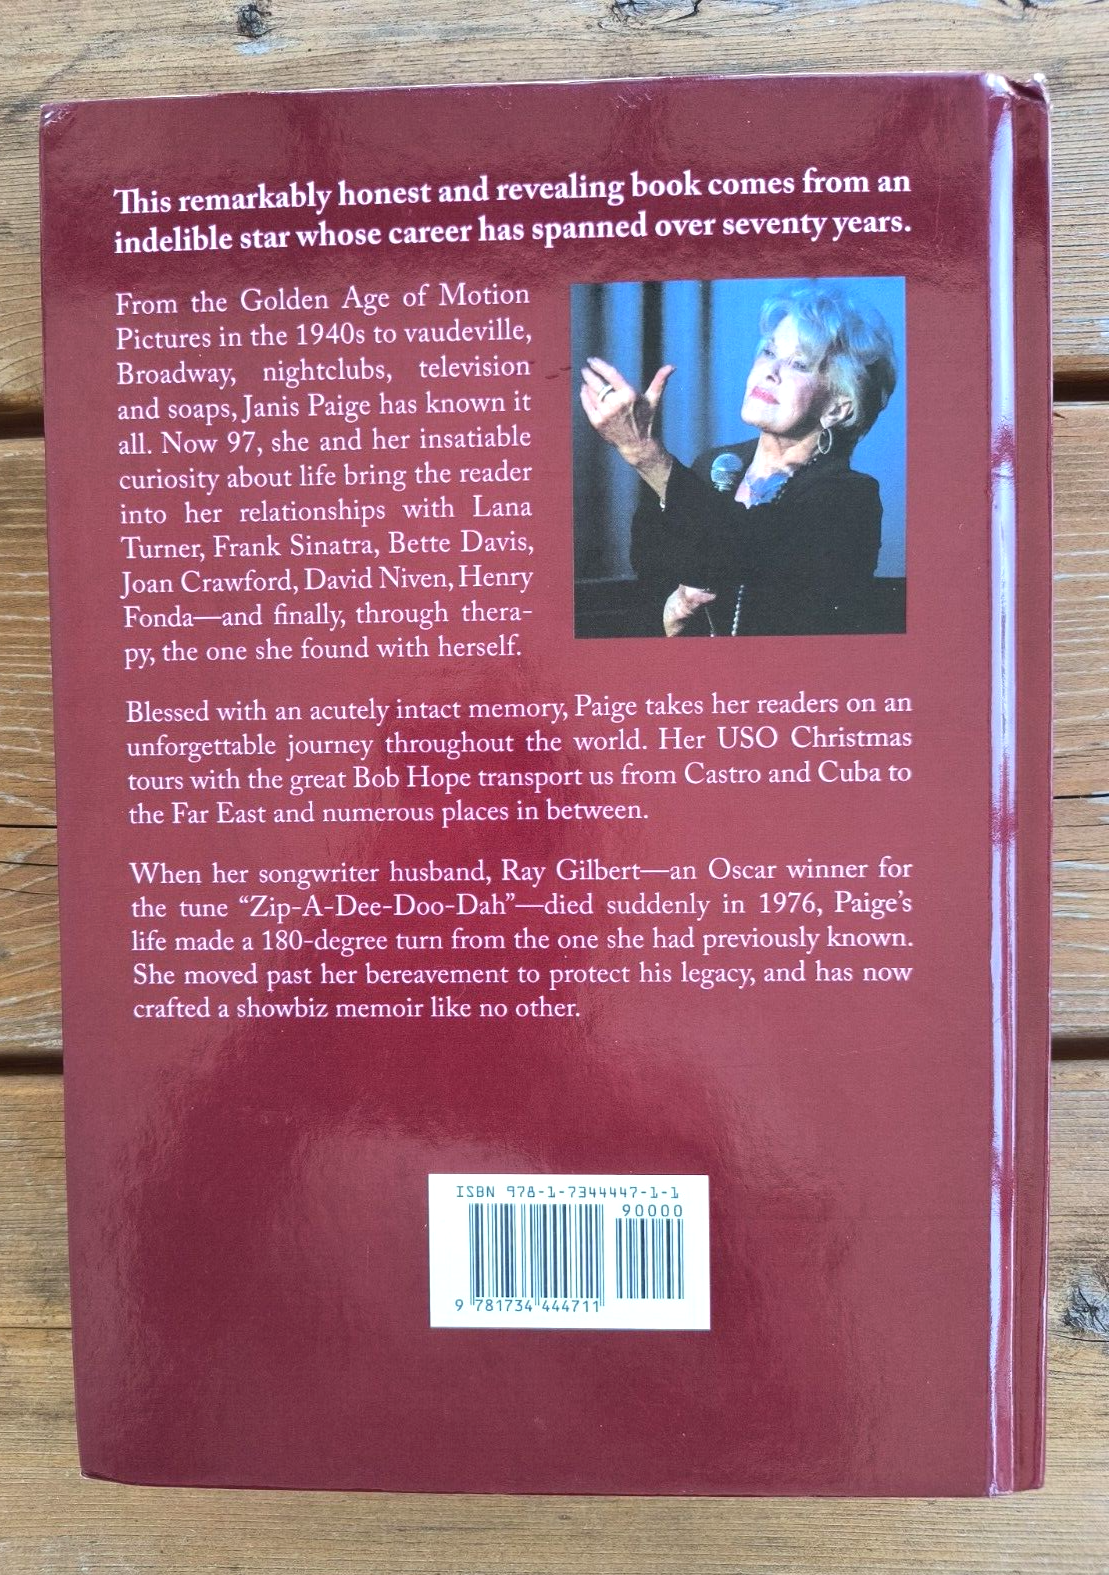 This remarkably honest and revealing book comes from an
indelible star whose career has spanned over seventy years.
From the Golden Age of Motion
Pictures in the 1940s to vaudeville,
Broadway, nightclubs, television
and soaps, Janis Paige has known it
all. Now 97, she and her insatiable
curiosity about life bring the reader
into her relationships with Lana
Turner, Frank Sinatra, Bette Davis,
Joan Crawford, David Niven, Henry
Fonda—and finally, through thera-
py, the one she found with herself.
Blessed with an acutely intact memory, Paige takes her readers on an
unforgettable journey throughout the world. Her USO Christmas
tours with the great Bob Hope transport us from Castro and Cuba to
the Far East and numerous places in between.
When her songwriter husband, Ray Gilbert—an Oscar winner for
the tune “Zip-A-Dee-Doo-Dah”—died suddenly in 1976, Paige’s
life made a 180-degree turn from the one she had previously known.
She moved past her bereavement to protect his legacy, and has now
crafted a showbiz memoir like no other.
ISBN 978-1-7344447-1-1
90000
9 781734 444711